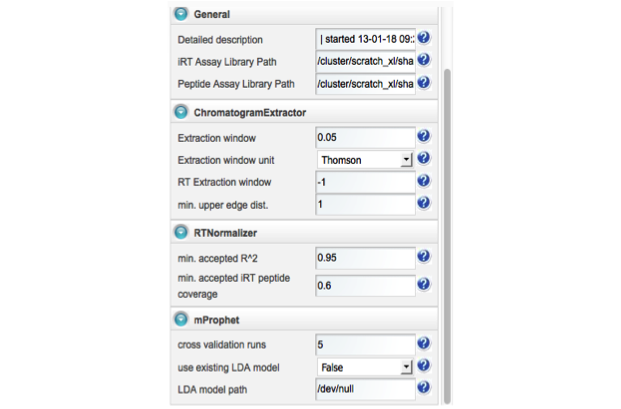 General
Detailed description | started 13-01-18 09:
iRT Assay Library Path /cluster/scratch_xl/sha
Peptide Assay Library Path /cluster/scratch_xl/sha
ChromatogramExtractor
Extraction window 0.05
Extraction window unit Thomson
RT Extraction window -1
min. upper edge dist. 1
RTNormalizer
min. accepted R^2 0.95
min. accepted iRT peptide
coverage 0.6
mProphet
cross validation runs 5
use existing LDA model False
LDA model path /dev/null